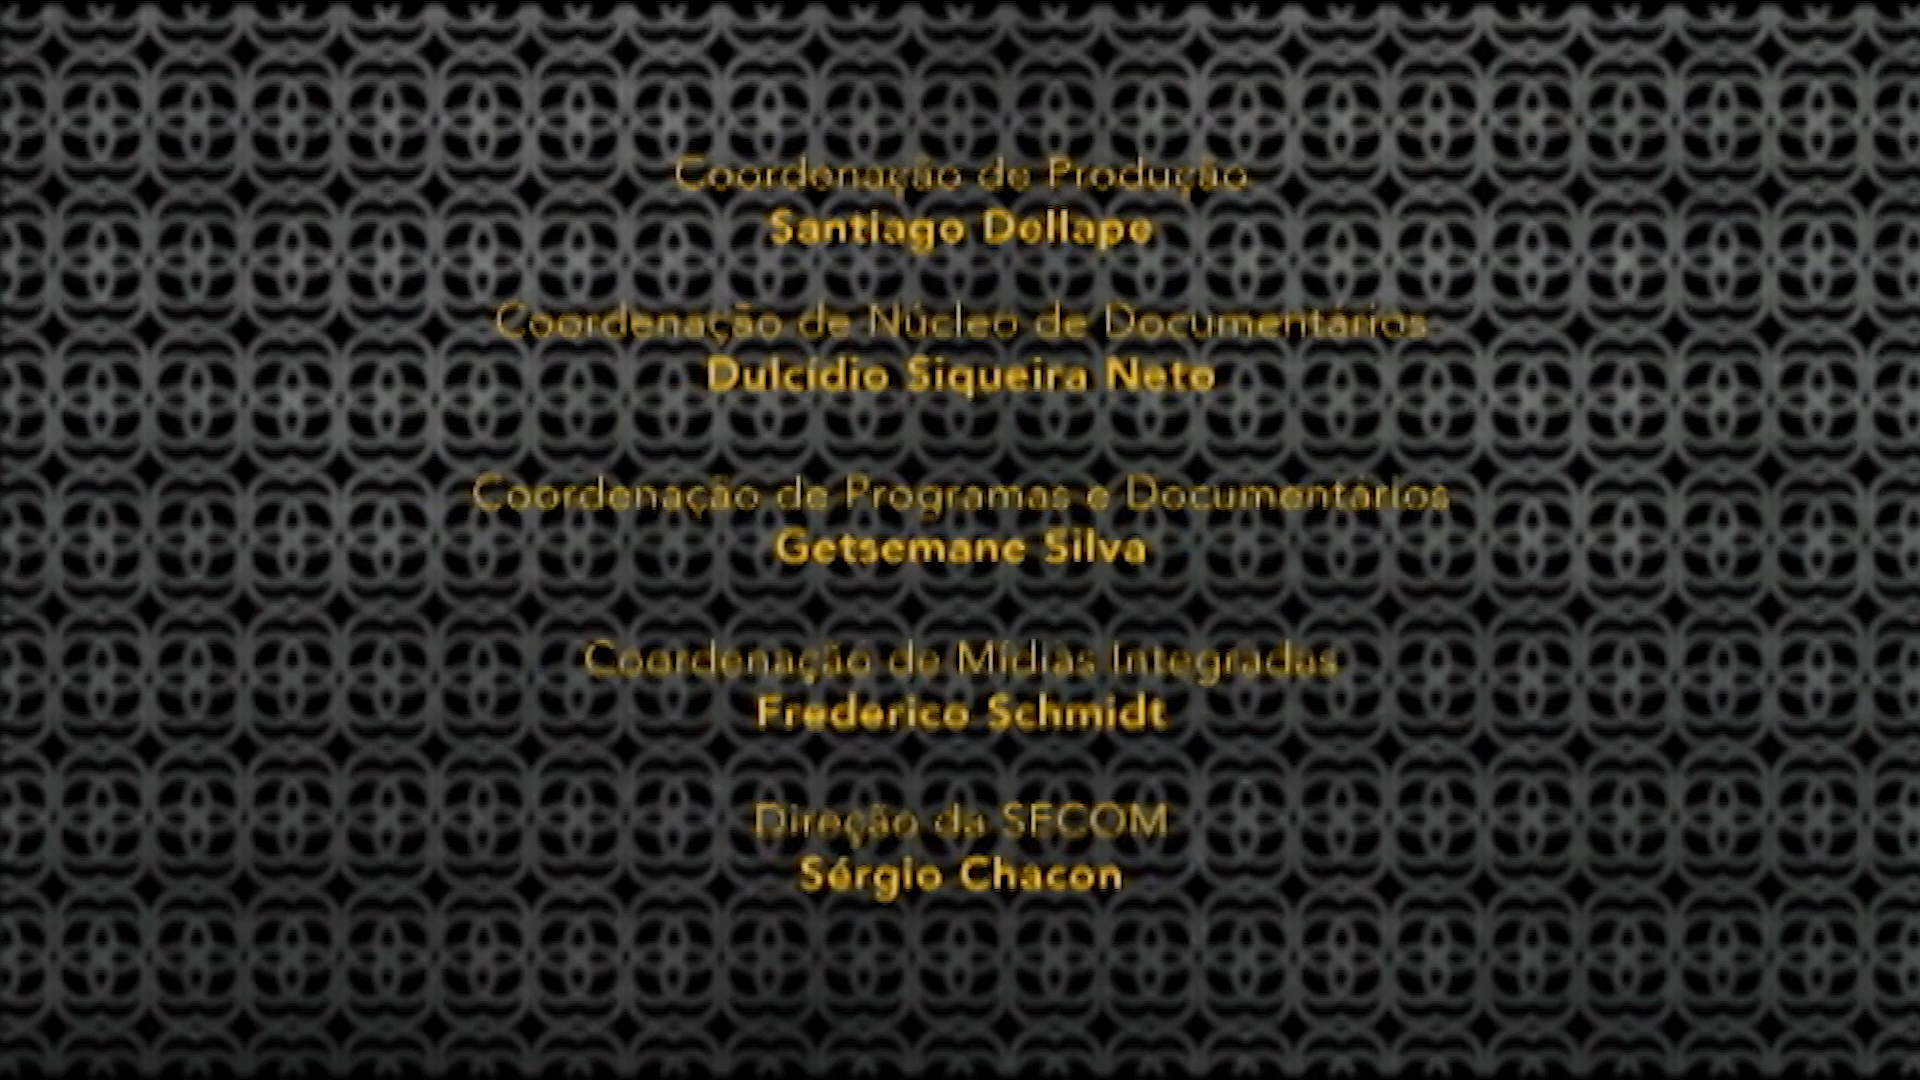 Coordenação de Produção
Santiago Dellape
Coordenação de Núcleo de Documentários
Dulcídio Siqueira Neto
Coordenação de Programas e Documentários
Getsemane Silva
Coordenação de Mídias Integradas
Frederico Schmidt
Direção da SECOM
Sérgio Chacon